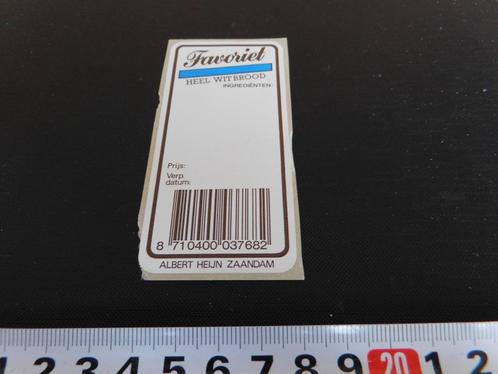 Favoriet
HEEL WITBROOD
INGREDIËNTEN:
Prijs:
Verp.
datum:
8 710400 037682
ALBERT HEIJN ZAANDAM
1 2 3 4 5 6 7 8 9 20 1 2